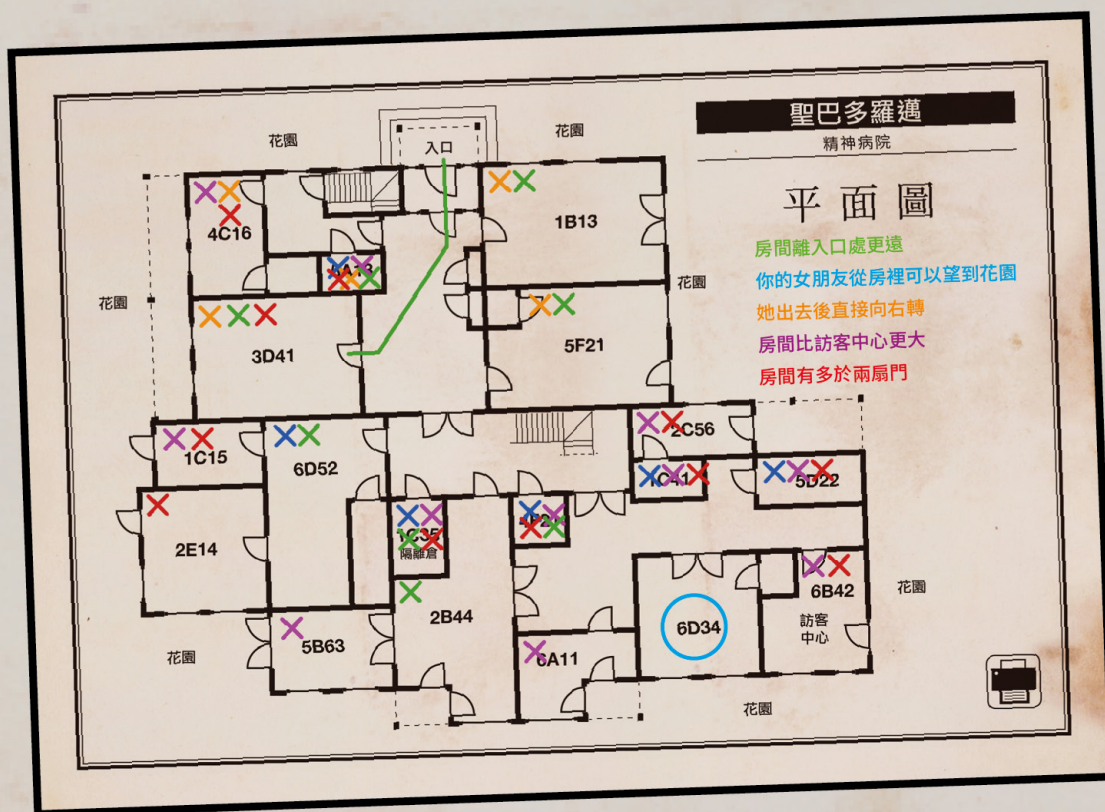 聖巴多羅邁
精神病院
平面圖
房間離入口處更遠
你的女朋友從房裡可以望到花園
她出去後直接向右轉
房間比訪客中心更大
房間有多於兩扇門
花園
花園
入口
4C16
1B13
花園
花園
3D41
5F21
2C56
1C15
6D52
1C41
5D22
1C35
隔離倉
2E14
2B44
6D34
6B42
訪客
中心
花園
花園
5B63
6A11
花園